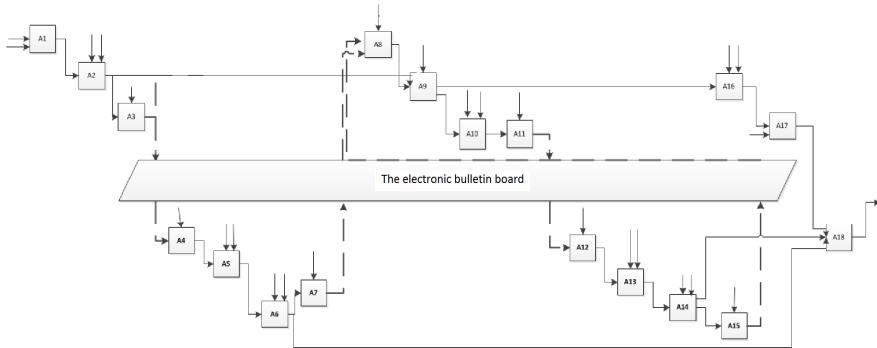 A1
A2
A3
A8
A9
A10
A11
A16
A17
The electronic bulletin board
A4
A5
A6
A7
A12
A13
A14
A15
A18